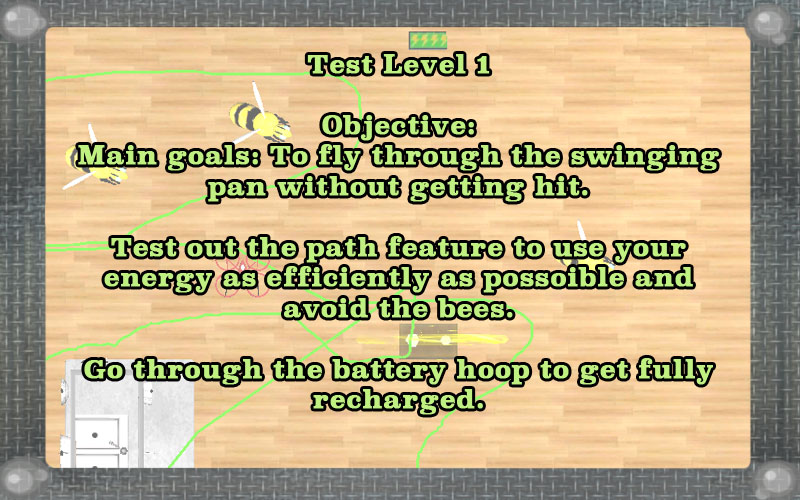 Test Level 1
Objective:
Main goals: To fly through the swinging
pan without getting hit.
Test out the path feature to use your
energy as efficiently as possoible and
avoid the bees.
Go through the battery hoop to get fully
recharged.